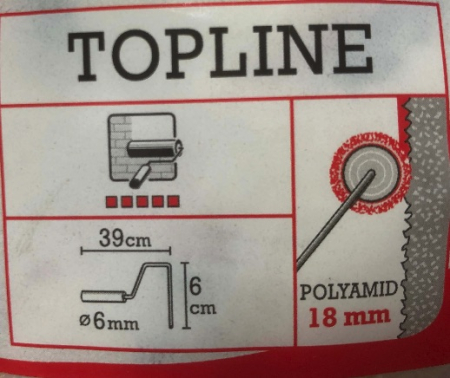 TOPLINE
39cm
6
cm
ø6mm
POLYAMID
18 mm